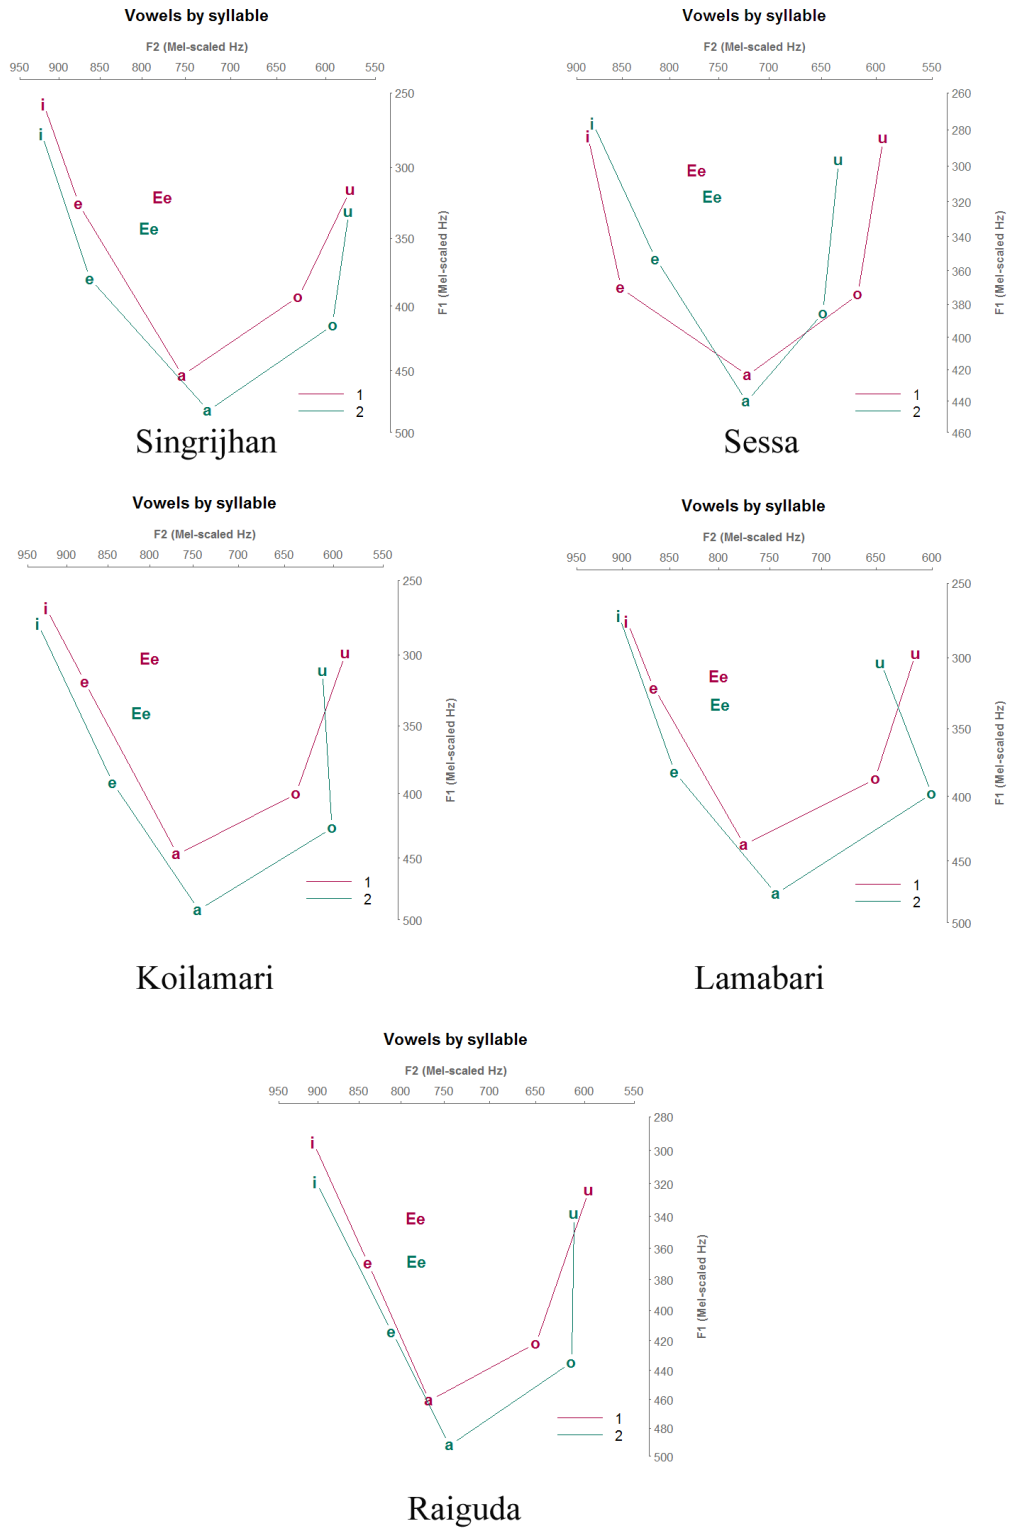 Vowels by syllable
F2 (Mel-scaled Hz)
950 900 850 800 750 700 650 600 550
250
300
350
400
450
500
F1 (Mel-scaled Hz)
i
i
e
Ee
u
u
Ee
e
o
o
a
a
1
2
Singrijhan
Vowels by syllable
F2 (Mel-scaled Hz)
900 850 800 750 700 650 600 550
260
280
300
320
340
360
380
400
420
440
460
F1 (Mel-scaled Hz)
i
i
u
u
Ee
Ee
e
e
o
o
a
a
1
2
Sessa
Vowels by syllable
F2 (Mel-scaled Hz)
950 900 850 800 750 700 650 600 550
250
300
350
400
450
500
F1 (Mel-scaled Hz)
i
i
Ee
u
u
e
Ee
e
o
o
a
a
1
2
Koilamari
Vowels by syllable
F2 (Mel-scaled Hz)
950 900 850 800 750 700 650 600
250
300
350
400
450
500
F1 (Mel-scaled Hz)
i
i
u
u
Ee
e
Ee
e
o
o
a
a
1
2
Lamabari
Vowels by syllable
F2 (Mel-scaled Hz)
950 900 850 800 750 700 650 600 550
280
300
320
340
360
380
400
420
440
460
480
500
F1 (Mel-scaled Hz)
i
i
u
u
Ee
Ee
e
e
o
o
a
a
1
2
Raiguda